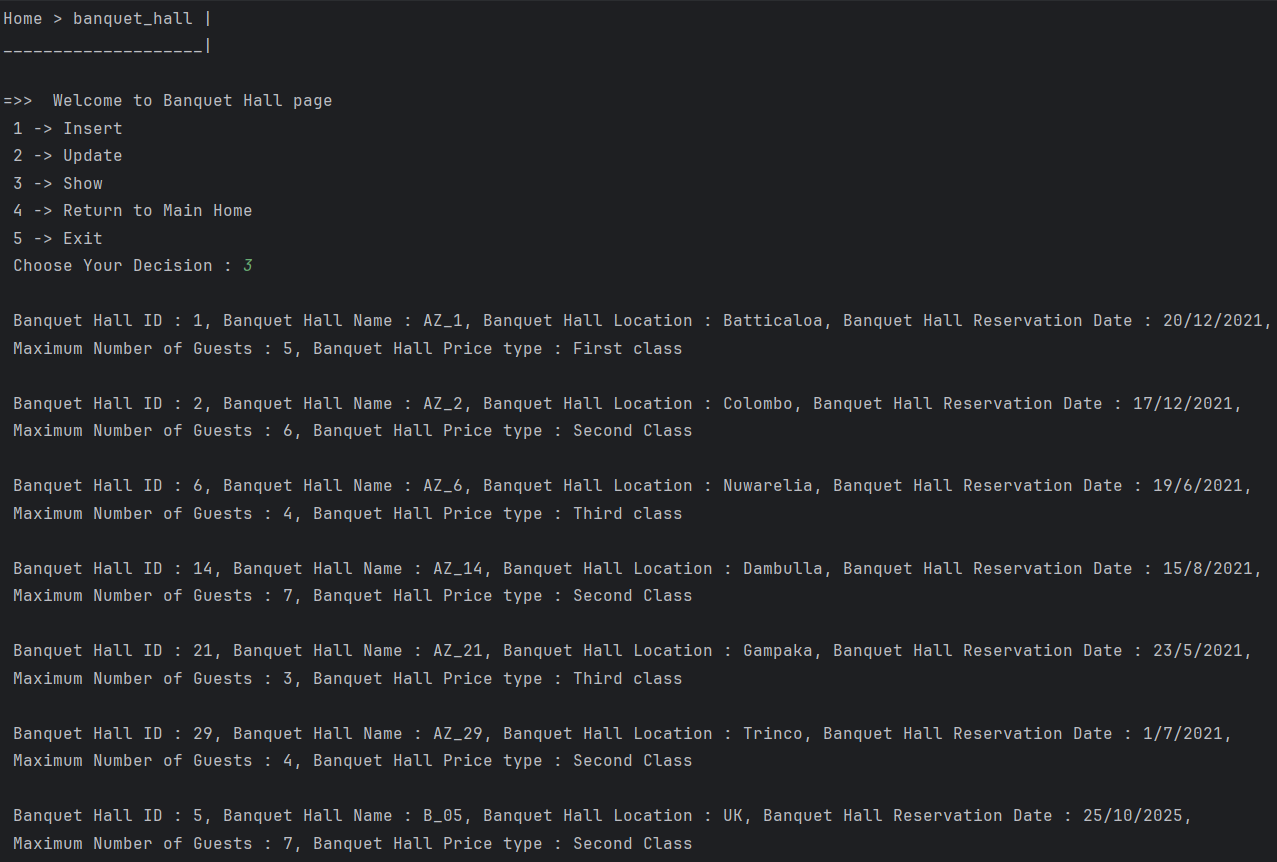 Home > banquet_hall |
____________________|
=>>  Welcome to Banquet Hall page
1 -> Insert
2 -> Update
3 -> Show
4 -> Return to Main Home
5 -> Exit
Choose Your Decision : 3
Banquet Hall ID : 1, Banquet Hall Name : AZ_1, Banquet Hall Location : Batticaloa, Banquet Hall Reservation Date : 20/12/2021,
Maximum Number of Guests : 5, Banquet Hall Price type : First class
Banquet Hall ID : 2, Banquet Hall Name : AZ_2, Banquet Hall Location : Colombo, Banquet Hall Reservation Date : 17/12/2021,
Maximum Number of Guests : 6, Banquet Hall Price type : Second Class
Banquet Hall ID : 6, Banquet Hall Name : AZ_6, Banquet Hall Location : Nuwarelia, Banquet Hall Reservation Date : 19/6/2021,
Maximum Number of Guests : 4, Banquet Hall Price type : Third class
Banquet Hall ID : 14, Banquet Hall Name : AZ_14, Banquet Hall Location : Dambulla, Banquet Hall Reservation Date : 15/8/2021,
Maximum Number of Guests : 7, Banquet Hall Price type : Second Class
Banquet Hall ID : 21, Banquet Hall Name : AZ_21, Banquet Hall Location : Gampaka, Banquet Hall Reservation Date : 23/5/2021,
Maximum Number of Guests : 3, Banquet Hall Price type : Third class
Banquet Hall ID : 29, Banquet Hall Name : AZ_29, Banquet Hall Location : Trinco, Banquet Hall Reservation Date : 1/7/2021,
Maximum Number of Guests : 4, Banquet Hall Price type : Second Class
Banquet Hall ID : 5, Banquet Hall Name : B_05, Banquet Hall Location : UK, Banquet Hall Reservation Date : 25/10/2025,
Maximum Number of Guests : 7, Banquet Hall Price type : Second Class